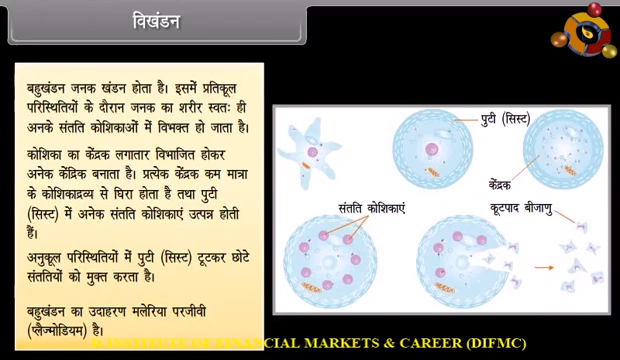 विखंडन
बहुखंडन जनक खंडन होता है। इसमें प्रतिकूल
परिस्थितियों के दौरान जनक का शरीर स्वतः ही
अनके संतति कोशिकाओं में विभक्त हो जाता है।
कोशिका का केंद्रक लगातार विभाजित होकर
अनेक केंद्रिक बनाता है। प्रत्येक केंद्रक कम मात्रा
के कोशिकाद्रव्य से घिरा होता है तथा पुटी
(सिस्ट) में अनेक संतति कोशिकाएं उत्पन्न होती
हैं।
अनुकूल परिस्थितियों में पुटी (सिस्ट) टूटकर छोटे
संततियों को मुक्त करता है।
बहुखंडन का उदाहरण मलेरिया परजीवी
(प्लैज्मोडियम) है।
पुटी (सिस्ट)
केंद्रक
संतति कोशिकाएं
कूटपाद बीजाणु
D INSTITUTE OF FINANCIAL MARKETS & CAREER (DIFMC)